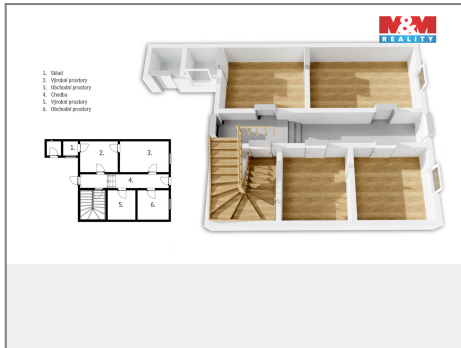 M&M
REALITY
1. Sklad
2. Výrobní prostory
3. Obchodní prostory
4. Chodba
5. Výrobní prostory
6. Obchodní prostory
1.
2.
3.
4.
5.
6.